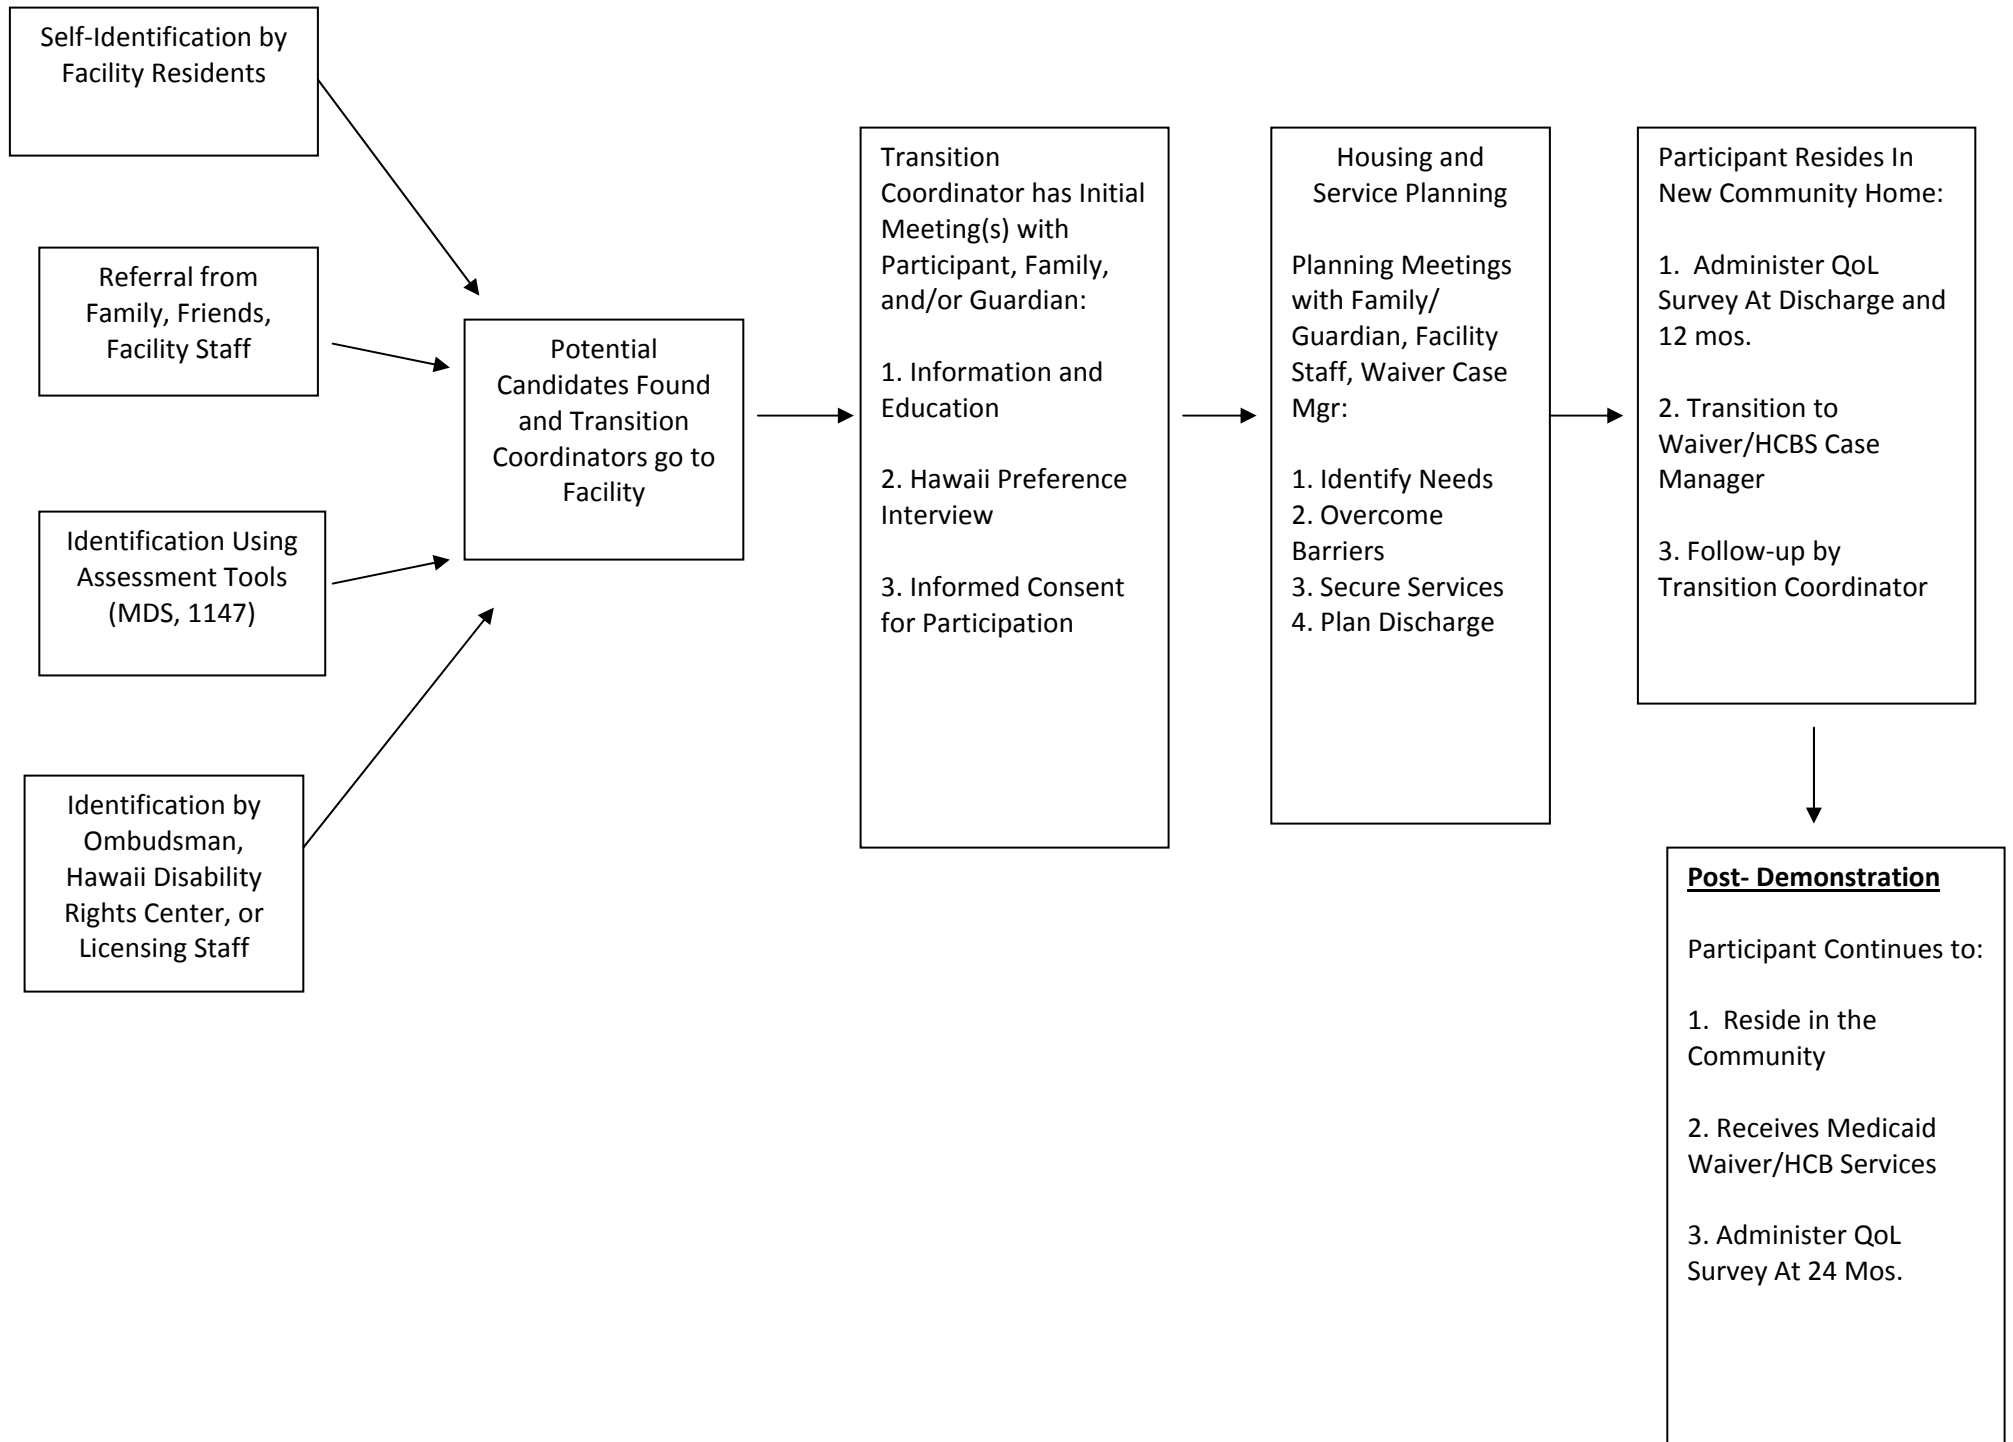 Self-Identification by
Facility Residents
Referral from
Family, Friends,
Facility Staff
Identification Using
Assessment Tools
(MDS, 1147)
Identification by
Ombudsman,
Hawaii Disability
Rights Center, or
Licensing Staff
Potential
Candidates Found
and Transition
Coordinators go to
Facility
Transition
Coordinator has Initial
Meeting(s) with
Participant, Family,
and/or Guardian:
1. Information and
Education
2. Hawaii Preference
Interview
3. Informed Consent
for Participation
Housing and
Service Planning
Planning Meetings
with Family/
Guardian, Facility
Staff, Waiver Case
Mgr:
1. Identify Needs
2. Overcome
Barriers
3. Secure Services
4. Plan Discharge
Participant Resides In
New Community Home:
1. Administer QoL
Survey At Discharge and
12 mos.
2. Transition to
Waiver/HCBS Case
Manager
3. Follow-up by
Transition Coordinator
Post- Demonstration
Participant Continues to:
1. Reside in the
Community
2. Receives Medicaid
Waiver/HCB Services
3. Administer QoL
Survey At 24 Mos.